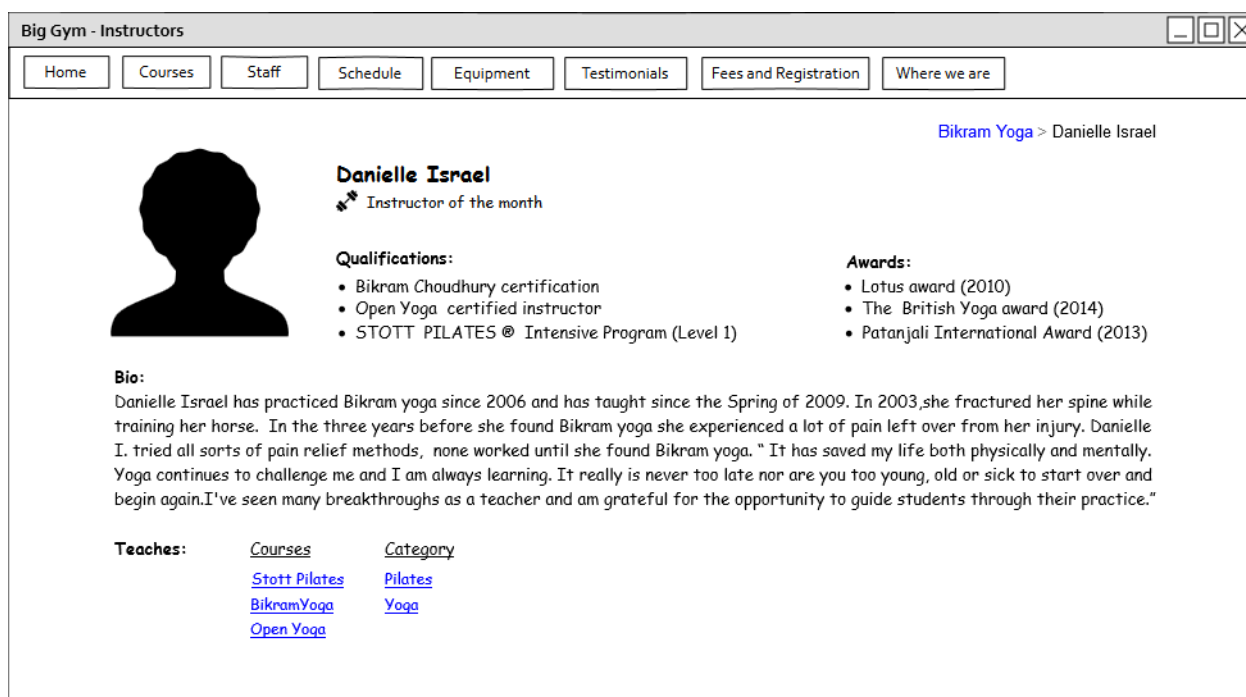 Big Gym - Instructors
Home Courses Staff Schedule Equipment Testimonials Fees and Registration Where we are
Bikram Yoga > Danielle Israel
Danielle Israel
Instructor of the month
Qualifications:
• Bikram Choudhury certification
• Open Yoga certified instructor
• STOTT PILATES ® Intensive Program (Level 1)
Awards:
• Lotus award (2010)
• The British Yoga award (2014)
• Patanjali International Award (2013)
Bio:
Danielle Israel has practiced Bikram yoga since 2006 and has taught since the Spring of 2009. In 2003,she fractured her spine while
training her horse. In the three years before she found Bikram yoga she experienced a lot of pain left over from her injury. Danielle
I. tried all sorts of pain relief methods, none worked until she found Bikram yoga. “ It has saved my life both physically and mentally.
Yoga continues to challenge me and I am always learning. It really is never too late nor are you too young, old or sick to start over and
begin again.I've seen many breakthroughs as a teacher and am grateful for the opportunity to guide students through their practice.”
Teaches: Courses Category
Stott Pilates Pilates
BikramYoga Yoga
Open Yoga